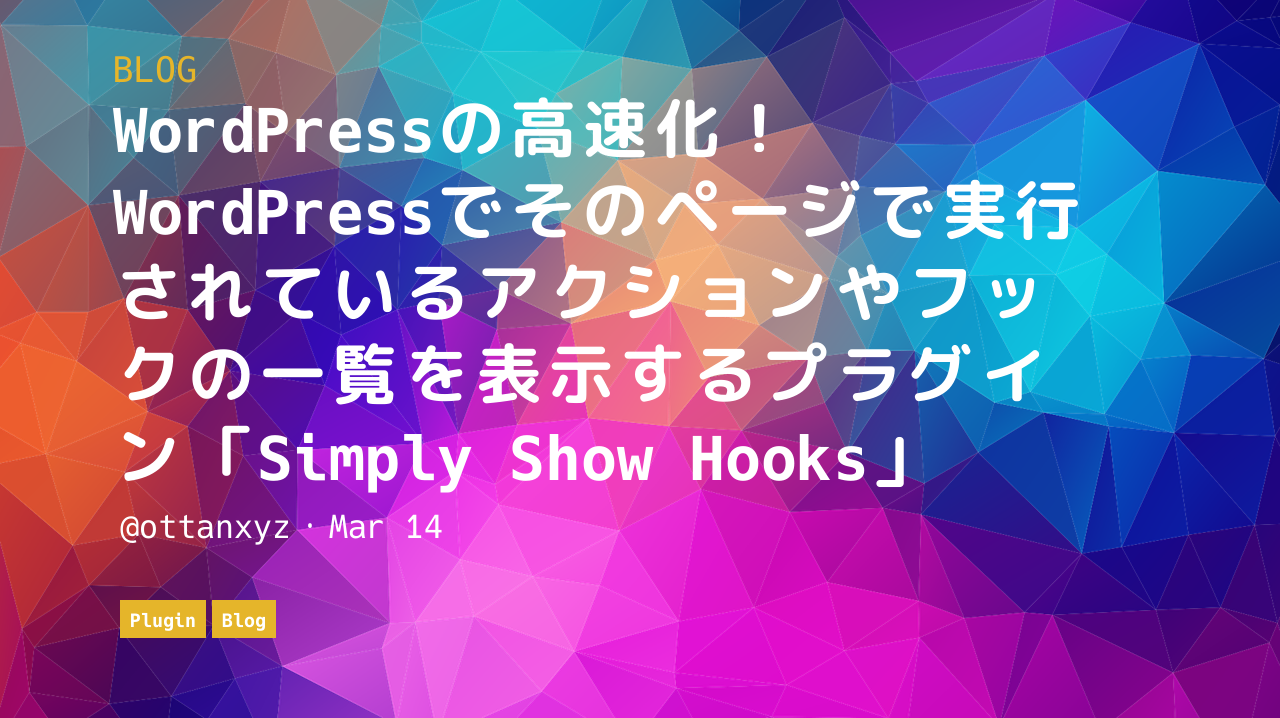 BLOG
WordPressの高速化！
WordPressでそのページで実行
されているアクションやフッ
クの一覧を表示するプラグイ
ン「Simply Show Hooks」
@ottanxyz・Mar 14
Plugin Blog